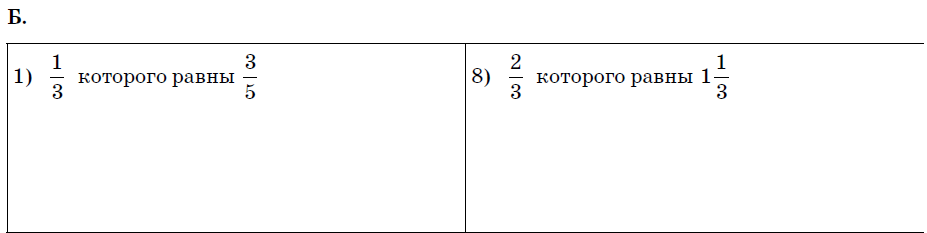 Б.
1) 1/3 которого равны 3/5
8) 2/3 которого равны 1 1/3